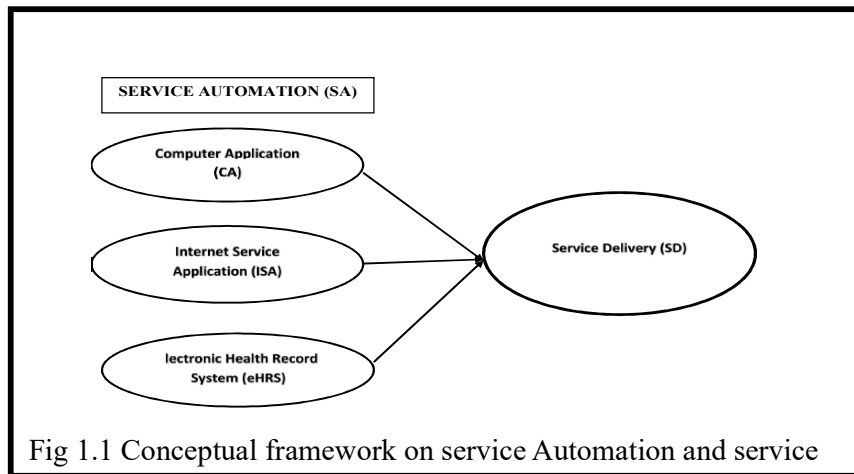 SERVICE AUTOMATION (SA)
Computer Application
(CA)
Internet Service
Application (ISA)
Service Delivery (SD)
lectronic Health Record
System (eHRS)
Fig 1.1 Conceptual framework on service Automation and service